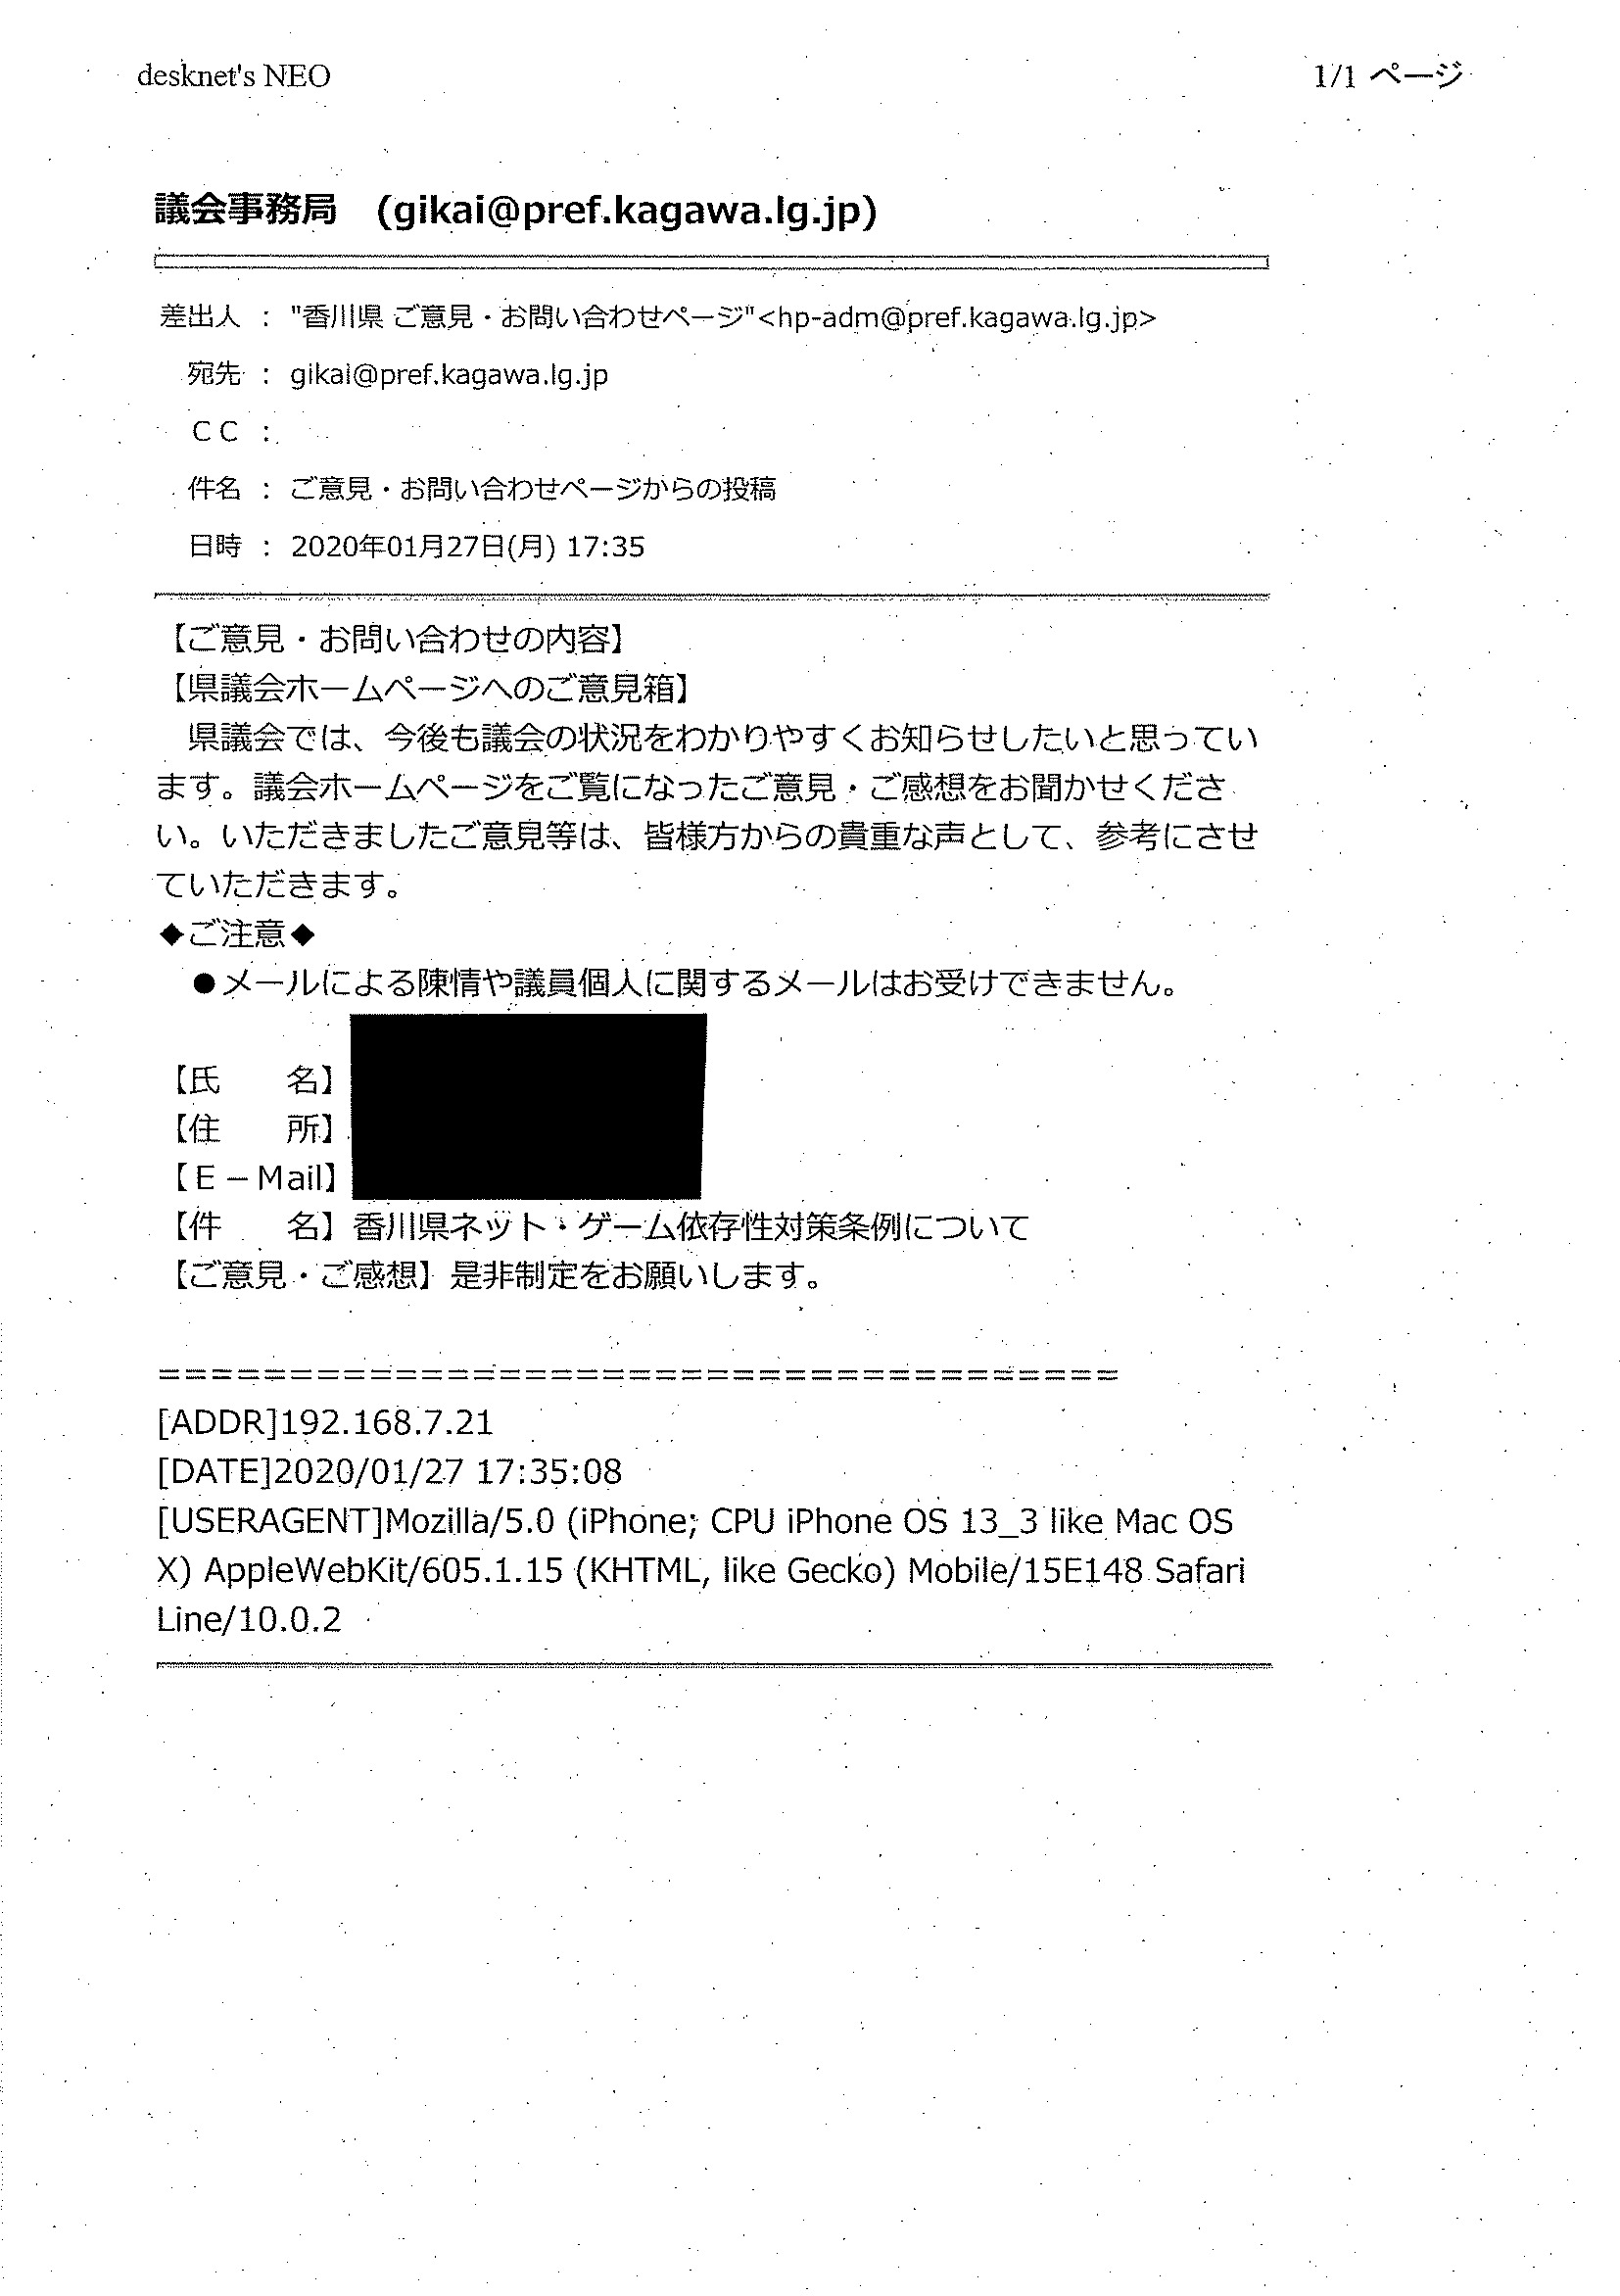 desknet's NEO
1/1 ページ
議会事務局　(gikai@pref.kagawa.lg.jp)
差出人 ： "香川県 ご意見・お問い合わせページ"<hp-adm@pref.kagawa.lg.jp>
宛先 ： gikai@pref.kagawa.lg.jp
ＣＣ ：
件名 ： ご意見・お問い合わせページからの投稿
日時 ： 2020年01月27日(月) 17:35
【ご意見・お問い合わせの内容】
【県議会ホームページへのご意見箱】
　県議会では、今後も議会の状況をわかりやすくお知らせしたいと思ってい
ます。議会ホームページをご覧になったご意見・ご感想をお聞かせくださ
い。いただきましたご意見等は、皆様方からの貴重な声として、参考にさせ
ていただきます。
◆ご注意◆
　●メールによる陳情や議員個人に関するメールはお受けできません。
【氏　　名】
【住　　所】
【Ｅ－Mail】
【件　　名】香川県ネット・ゲーム依存性対策条例について
【ご意見・ご感想】是非制定をお願いします。
=====================================
[ADDR]192.168.7.21
[DATE]2020/01/27 17:35:08
[USERAGENT]Mozilla/5.0 (iPhone; CPU iPhone OS 13_3 like Mac OS
X) AppleWebKit/605.1.15 (KHTML, like Gecko) Mobile/15E148 Safari
Line/10.0.2